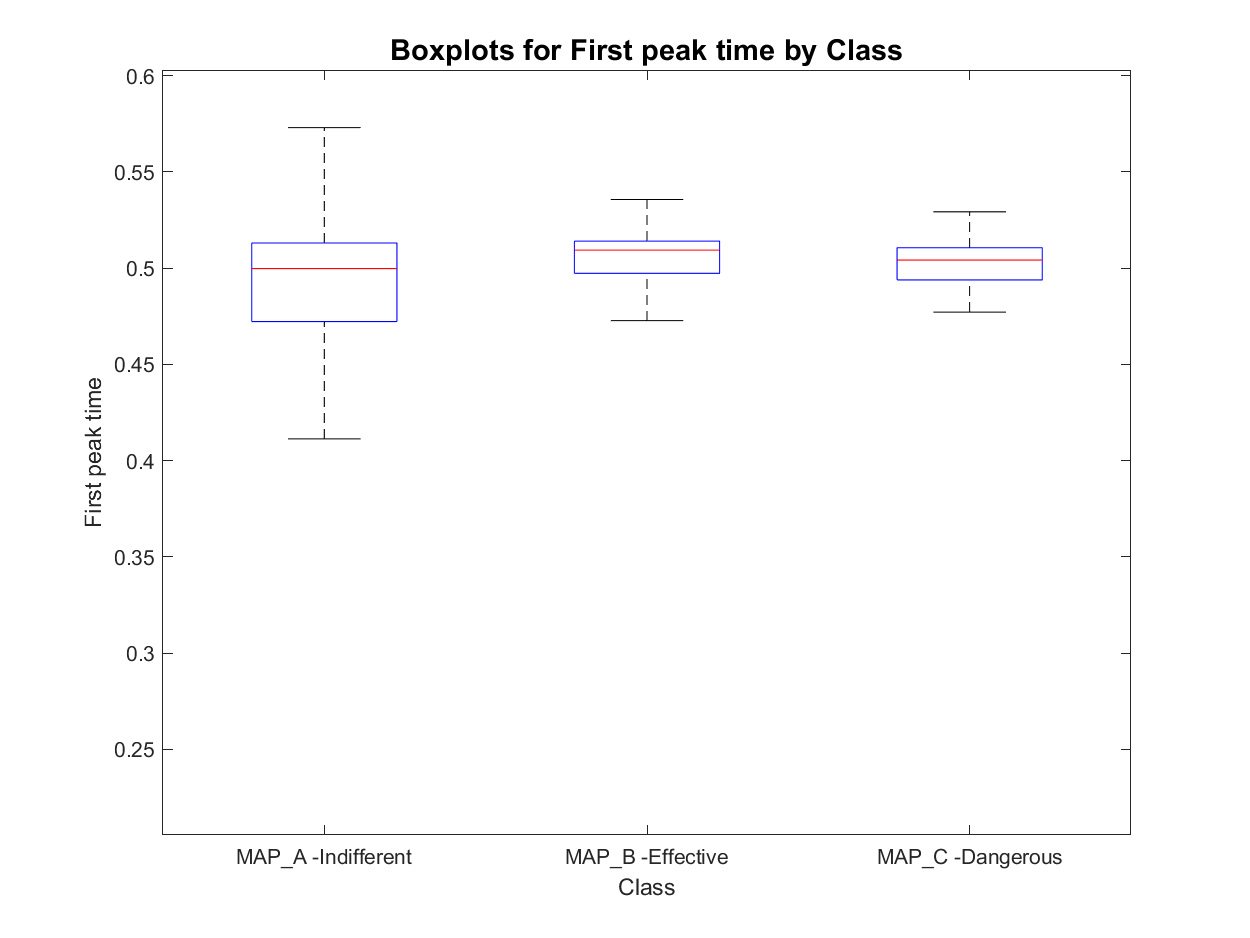 Boxplots for First peak time by Class
0.6
0.55
0.5
0.45
0.4
0.35
0.3
0.25
First peak time
MAP_A -Indifferent
MAP_B -Effective
MAP_C -Dangerous
Class